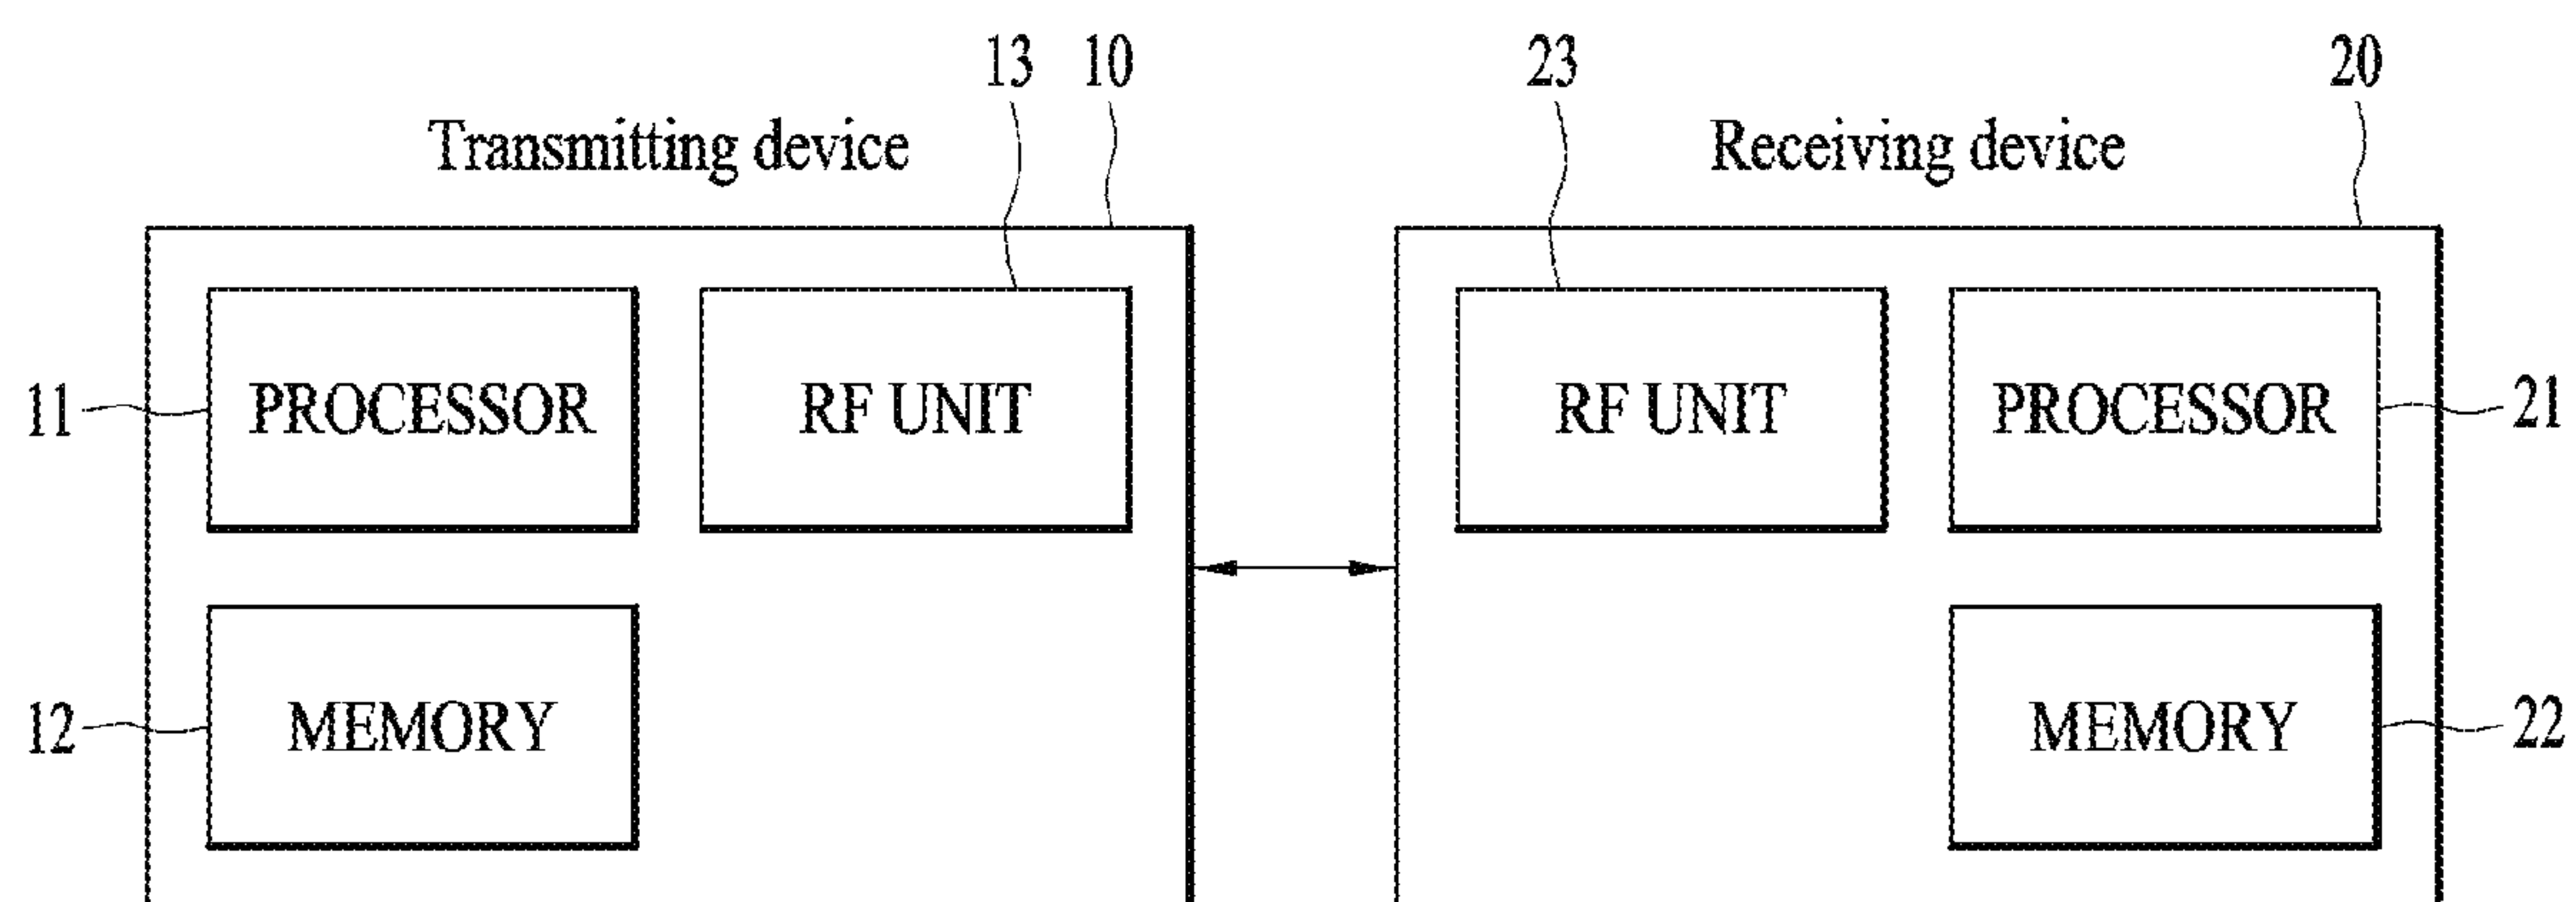 13 10 23 20
Transmitting device Receiving device
11 PROCESSOR RF UNIT RF UNIT PROCESSOR 21
12 MEMORY MEMORY 22